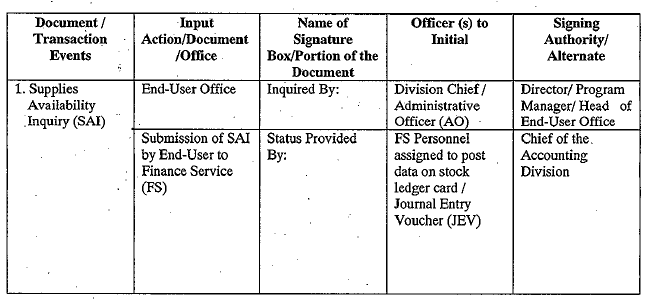 Document / Transaction Events
Input Action/Document /Office
Name of Signature Box/Portion of the Document
Officer (s) to Initial
Signing Authority/ Alternate
1. Supplies Availability Inquiry (SAI)
End-User Office
Inquired By:
Division Chief / Administrative Officer (AO)
Director/ Program Manager/ Head of End-User Office
Submission of SAI by End-User to Finance Service (FS)
Status Provided By:
FS Personnel assigned to post data on stock ledger card / Journal Entry Voucher (JEV)
Chief of the Accounting Division